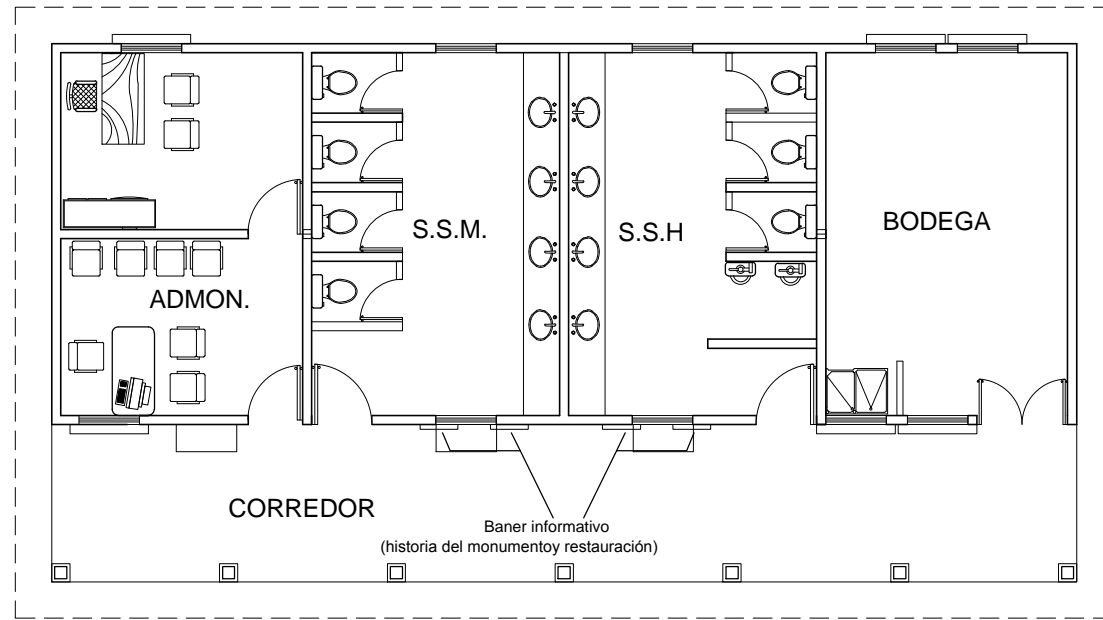 S.S.M.
S.S.H
BODEGA
ADMON.
CORREDOR
Baner informativo
(historia del monumentoy restauración)